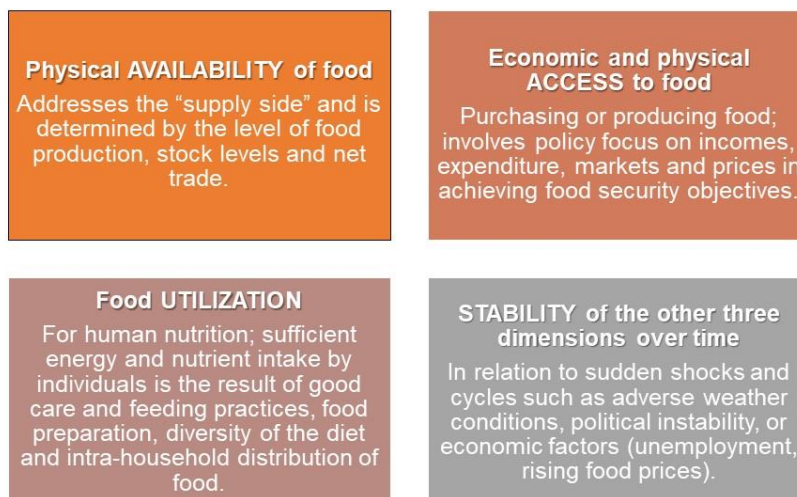 Physical AVAILABILITY of food
Addresses the “supply side” and is
determined by the level of food
production, stock levels and net
trade.
Economic and physical
ACCESS to food
Purchasing or producing food;
involves policy focus on incomes,
expenditure, markets and prices in
achieving food security objectives.
Food UTILIZATION
For human nutrition; sufficient
energy and nutrient intake by
individuals is the result of good
care and feeding practices, food
preparation, diversity of the diet
and intra-household distribution of
food.
STABILITY of the other three
dimensions over time
In relation to sudden shocks and
cycles such as adverse weather
conditions, political instability, or
economic factors (unemployment,
rising food prices).